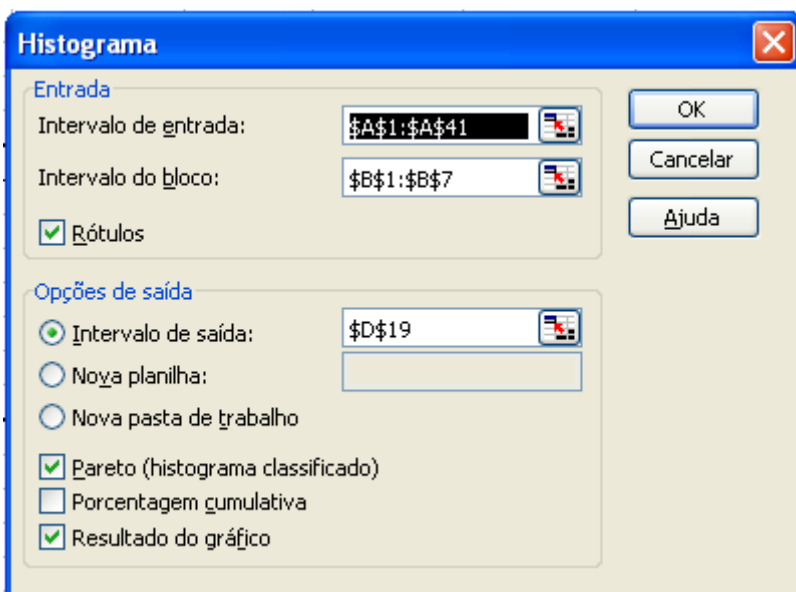 Histograma
Entrada
Intervalo de entrada:
$A$1:$A$41
OK
Intervalo do bloco:
$B$1:$B$7
Cancelar
Rótulos
Ajuda
Opções de saída
Intervalo de saída:
$D$19
Nova planilha:
Nova pasta de trabalho
Pareto (histograma classificado)
Porcentagem cumulativa
Resultado do gráfico